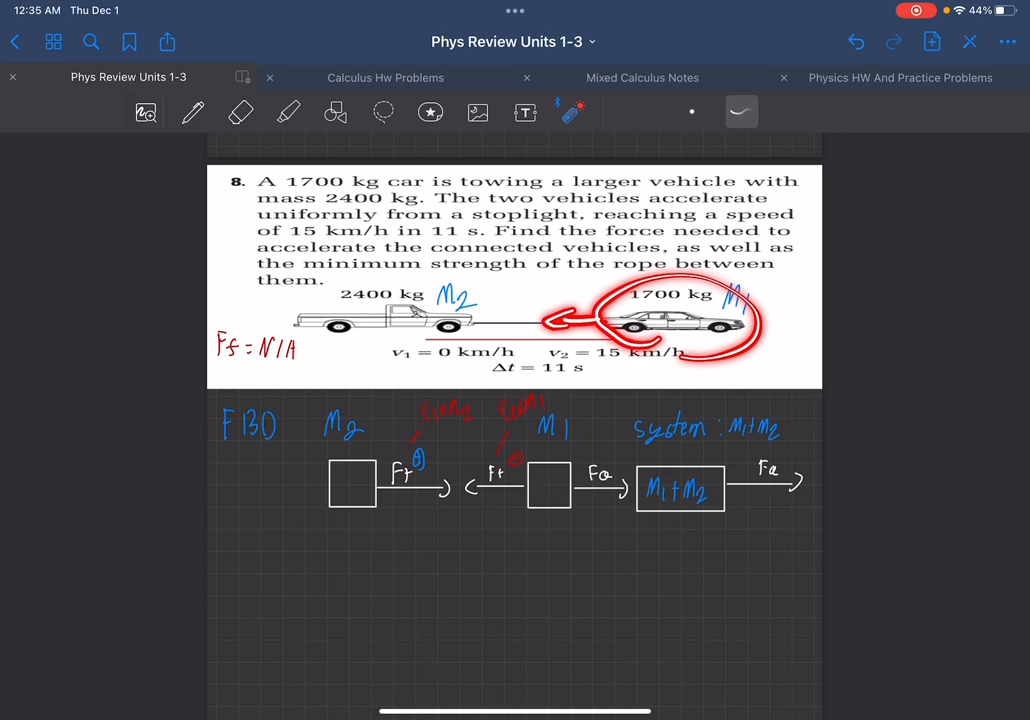 12:35 AM Thu Dec 1
44%
Phys Review Units 1-3
Phys Review Units 1-3
Calculus Hw Problems
Mixed Calculus Notes
Physics HW And Practice Problems
8. A 1700 kg car is towing a larger vehicle with
mass 2400 kg. The two vehicles accelerate
uniformly from a stoplight, reaching a speed
of 15 km/h in 11 s. Find the force needed to
accelerate the connected vehicles, as well as
the minimum strength of the rope between
them.
2400 kg M2 1700 kg M1
Ff = N/A
v1 = 0 km/h v2 = 15 km/h
Δt = 11 s
FBD M2 M1 system : M1+M2
Ft Ft Fa M1+M2 Fa